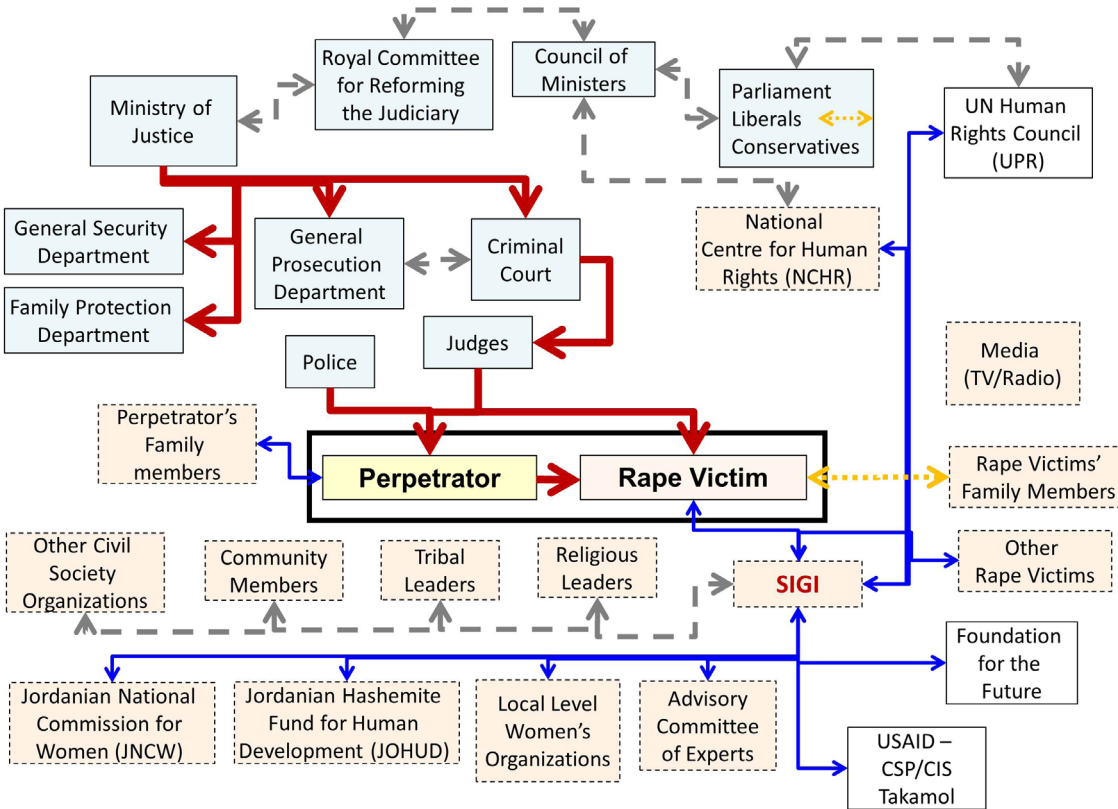 Royal Committee
for Reforming
the Judiciary
Council of
Ministers
Ministry of
Justice
Parliament
Liberals
Conservatives
UN Human
Rights Council
(UPR)
General Security
Department
General
Prosecution
Department
Criminal
Court
National
Centre for Human
Rights (NCHR)
Family Protection
Department
Police
Judges
Media
(TV/Radio)
Perpetrator’s
Family
members
Perpetrator
Rape Victim
Rape Victims’
Family Members
Other Civil
Society
Organizations
Community
Members
Tribal
Leaders
Religious
Leaders
SIGI
Other
Rape Victims
Jordanian National
Commission for
Women (JNCW)
Jordanian Hashemite
Fund for Human
Development (JOHUD)
Local Level
Women’s
Organizations
Advisory
Committee
of Experts
Foundation
for the
Future
USAID –
CSP/CIS
Takamol